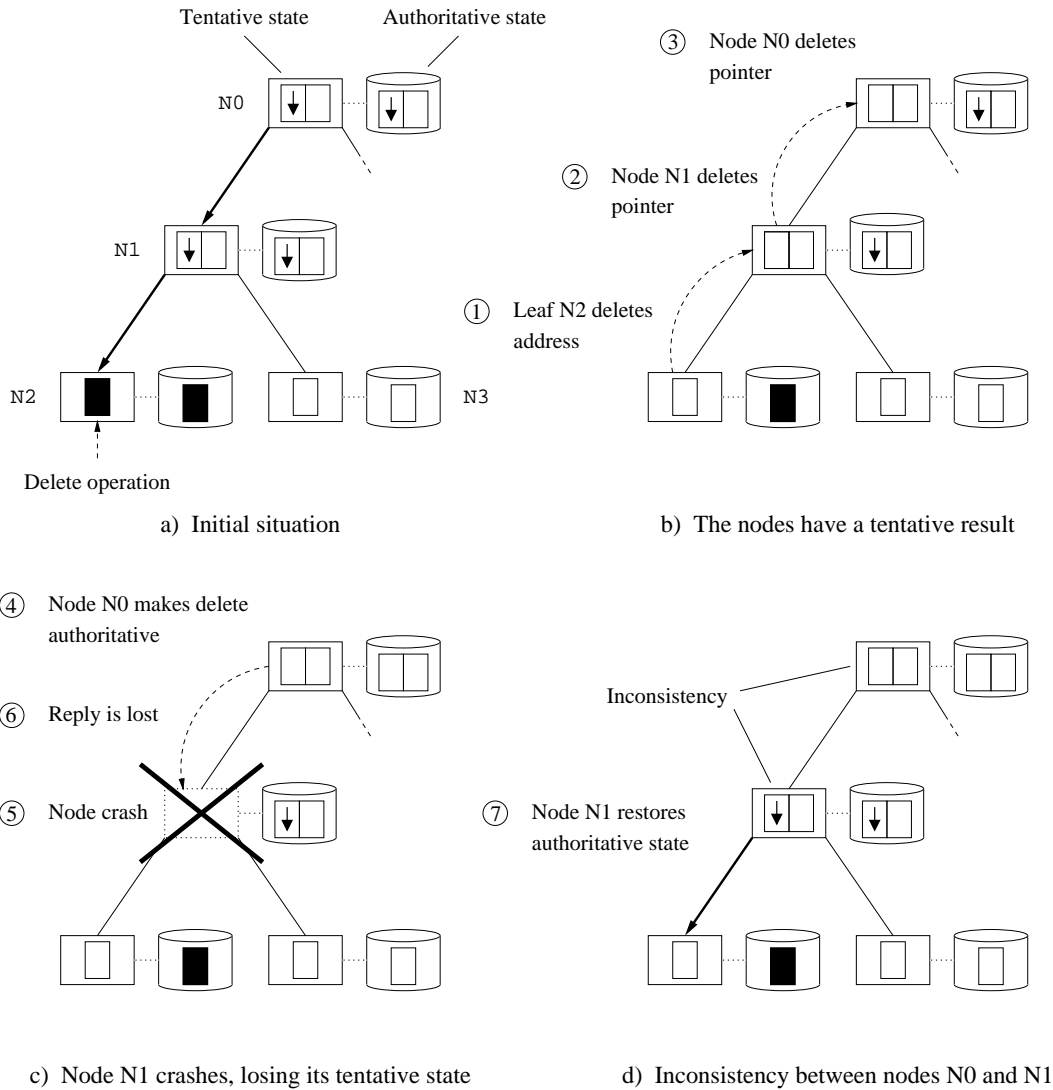 Tentative state
Authoritative state
N0
N1
N2
N3
Delete operation
a) Initial situation
3 Node N0 deletes
pointer
2 Node N1 deletes
pointer
1 Leaf N2 deletes
address
b) The nodes have a tentative result
4 Node N0 makes delete
authoritative
6 Reply is lost
5 Node crash
c) Node N1 crashes, losing its tentative state
Inconsistency
7 Node N1 restores
authoritative state
d) Inconsistency between nodes N0 and N1